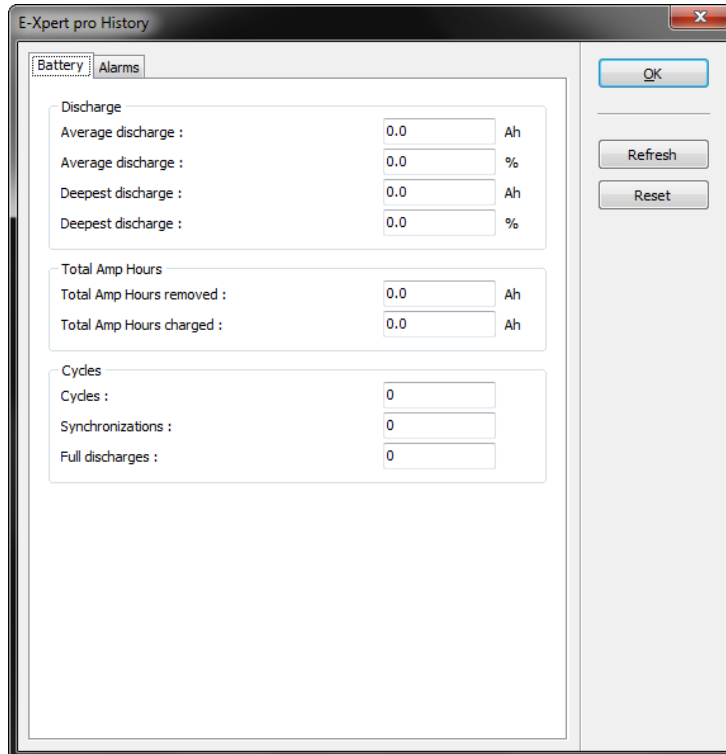 E-Xpert pro History
Battery Alarms
Discharge
Average discharge : 0.0 Ah
Average discharge : 0.0 %
Deepest discharge : 0.0 Ah
Deepest discharge : 0.0 %
Total Amp Hours
Total Amp Hours removed : 0.0 Ah
Total Amp Hours charged : 0.0 Ah
Cycles
Cycles : 0
Synchronizations : 0
Full discharges : 0
OK
Refresh
Reset